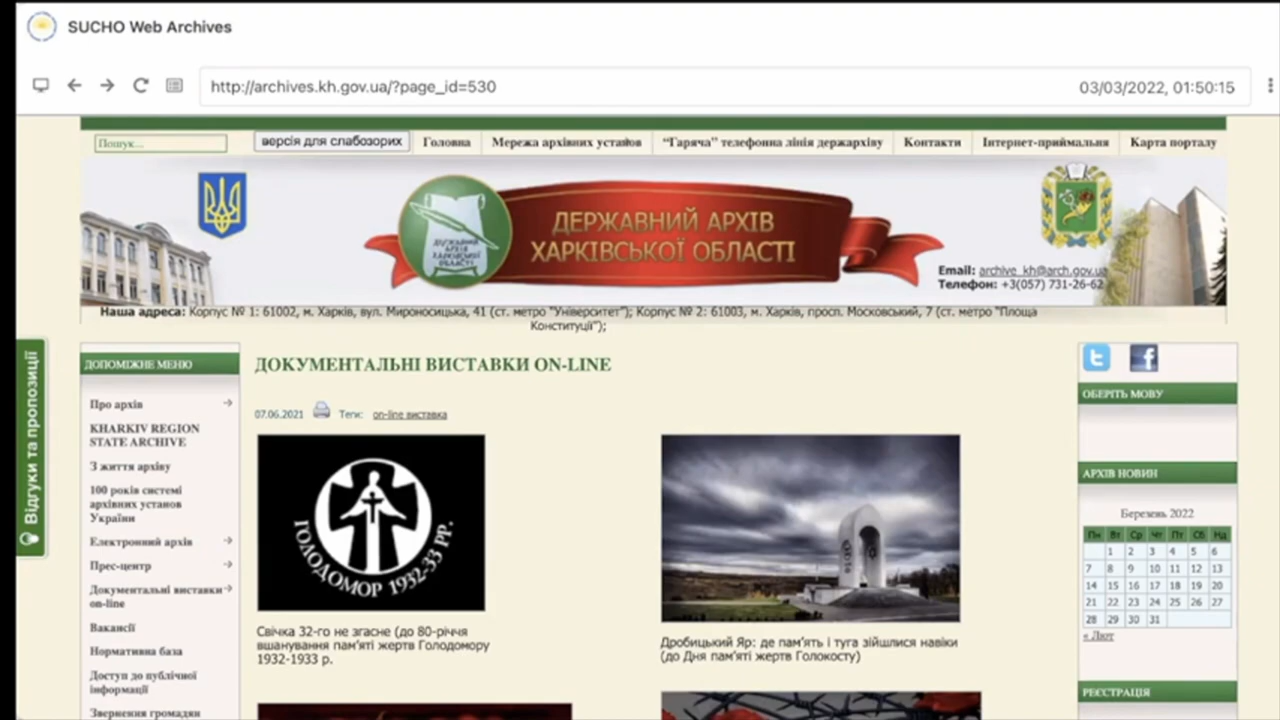 SUCHO Web Archives
http://archives.kh.gov.ua/?page_id=530
03/03/2022, 01:50:15
Пошук...
версія для слабозорих
Головна
Мережа архівних установ
“Гаряча” телефонна лінія держархіву
Контакти
Інтернет-приймальня
Карта порталу
ДЕРЖАВНИЙ АРХІВ
ХАРКІВСЬКОЇ ОБЛАСТІ
ДЕРЖАВНИЙ
АРХІВ
ХАРКІВСЬКОЇ
ОБЛАСТІ
Email: archive_kh@arch.gov.ua
Телефон: +3(057) 731-26-62
Наша адреса: Корпус № 1: 61002, м. Харків, вул. Мироносицька, 41 (ст. метро "Університет"); Корпус № 2: 61003, м. Харків, просп. Московський, 7 (ст. метро "Площа
Конституції");
Відгуки та пропозиції
ДОПОМІЖНЕ МЕНЮ
Про архів
KHARKIV REGION
STATE ARCHIVE
З життя архіву
100 років системі
архівних установ
України
Електронний архів
Прес-центр
Документальні виставки
on-line
Вакансії
Нормативна база
Доступ до публічної
інформації
Звернення громадян
ДОКУМЕНТАЛЬНІ ВИСТАВКИ ON-LINE
07.06.2021 Теги: on-line виставка
ГОЛОДОМОР 1932-33 РР.
Свічка 32-го не згасне (до 80-річчя
вшанування пам’яті жертв Голодомору
1932-1933 р.
Дробицький Яр: де пам’ять і туга зійшлися навіки
(до Дня пам’яті жертв Голокосту)
ОБЕРІТЬ МОВУ
АРХІВ НОВИН
Березень 2022
Пн Вт Ср Чт Пт Сб Нд
1 2 3 4 5 6
7 8 9 10 11 12 13
14 15 16 17 18 19 20
21 22 23 24 25 26 27
28 29 30 31
« Лют
РЕЄСТРАЦІЯ